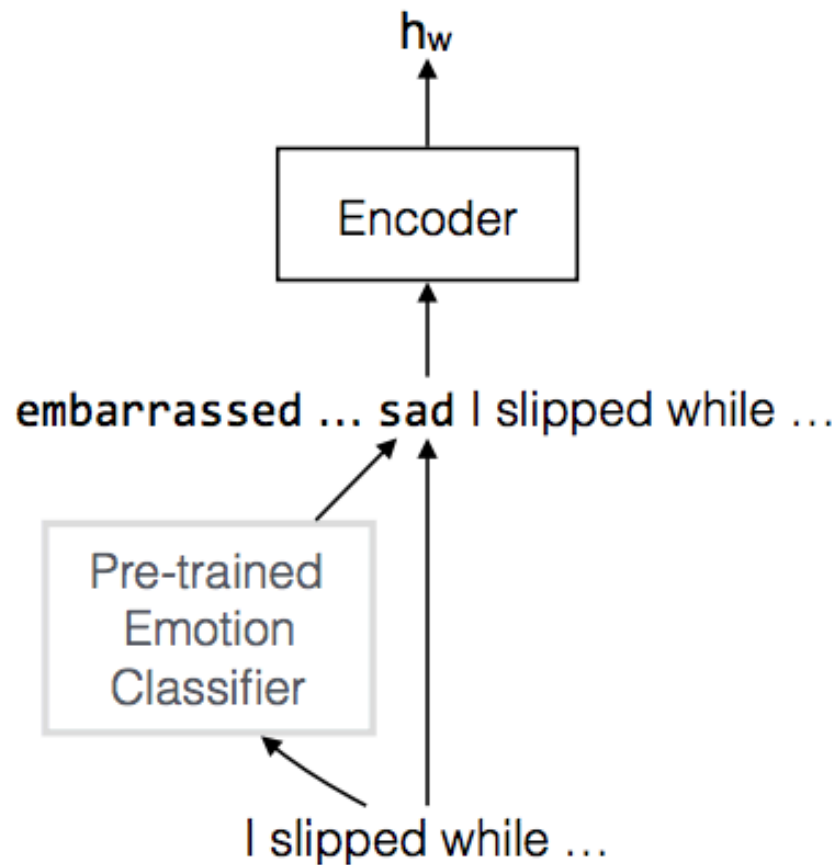 hw
Encoder
embarrassed ... sad I slipped while ...
Pre-trained
Emotion
Classifier
I slipped while ...